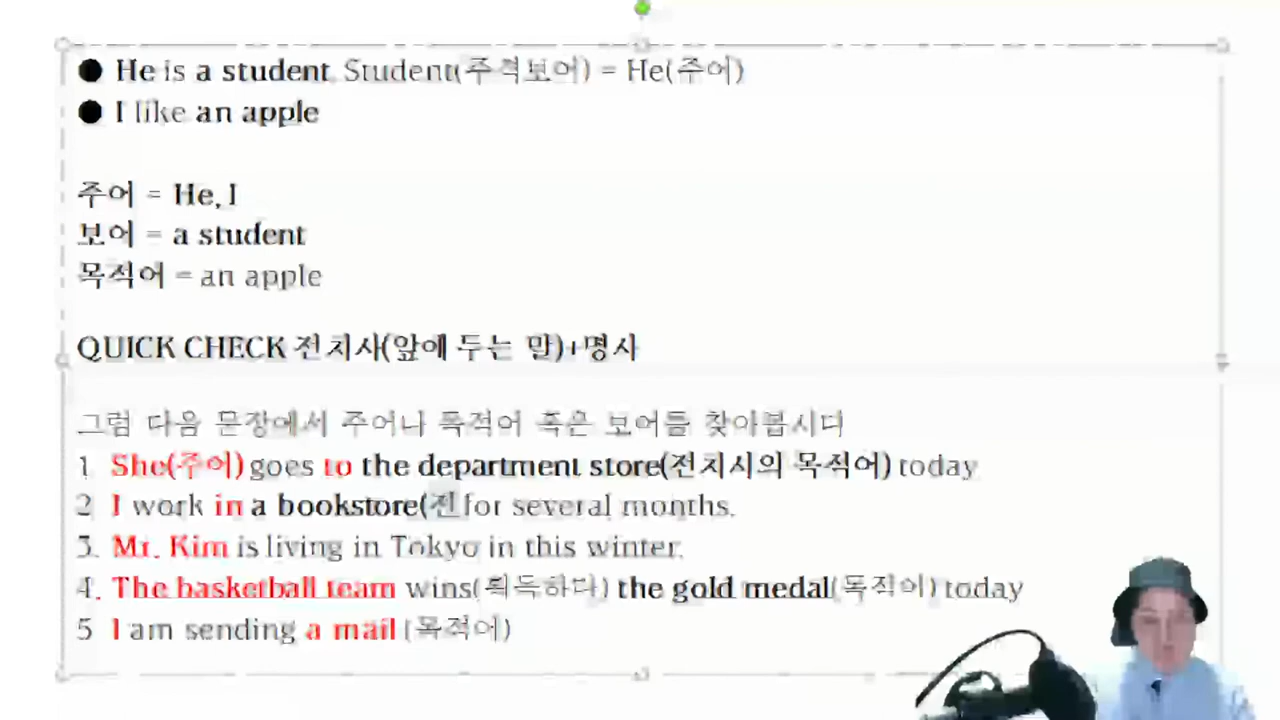 ● He is a student. Student(주격보어) = He(주어)
● I like an apple
주어 = He, I
보어 = a student
목적어 = an apple
QUICK CHECK 전치사(앞에 두는 말)+명사
그럼 다음 문장에서 주어나 목적어 혹은 보어를 찾아봅시다
1. She(주어) goes to the department store(전치사의 목적어) today
2. I work in a bookstore(전 for several months.
3. Mr. Kim is living in Tokyo in this winter.
4. The basketball team wins(획득하다) the gold medal(목적어) today
5. I am sending a mail (목적어)